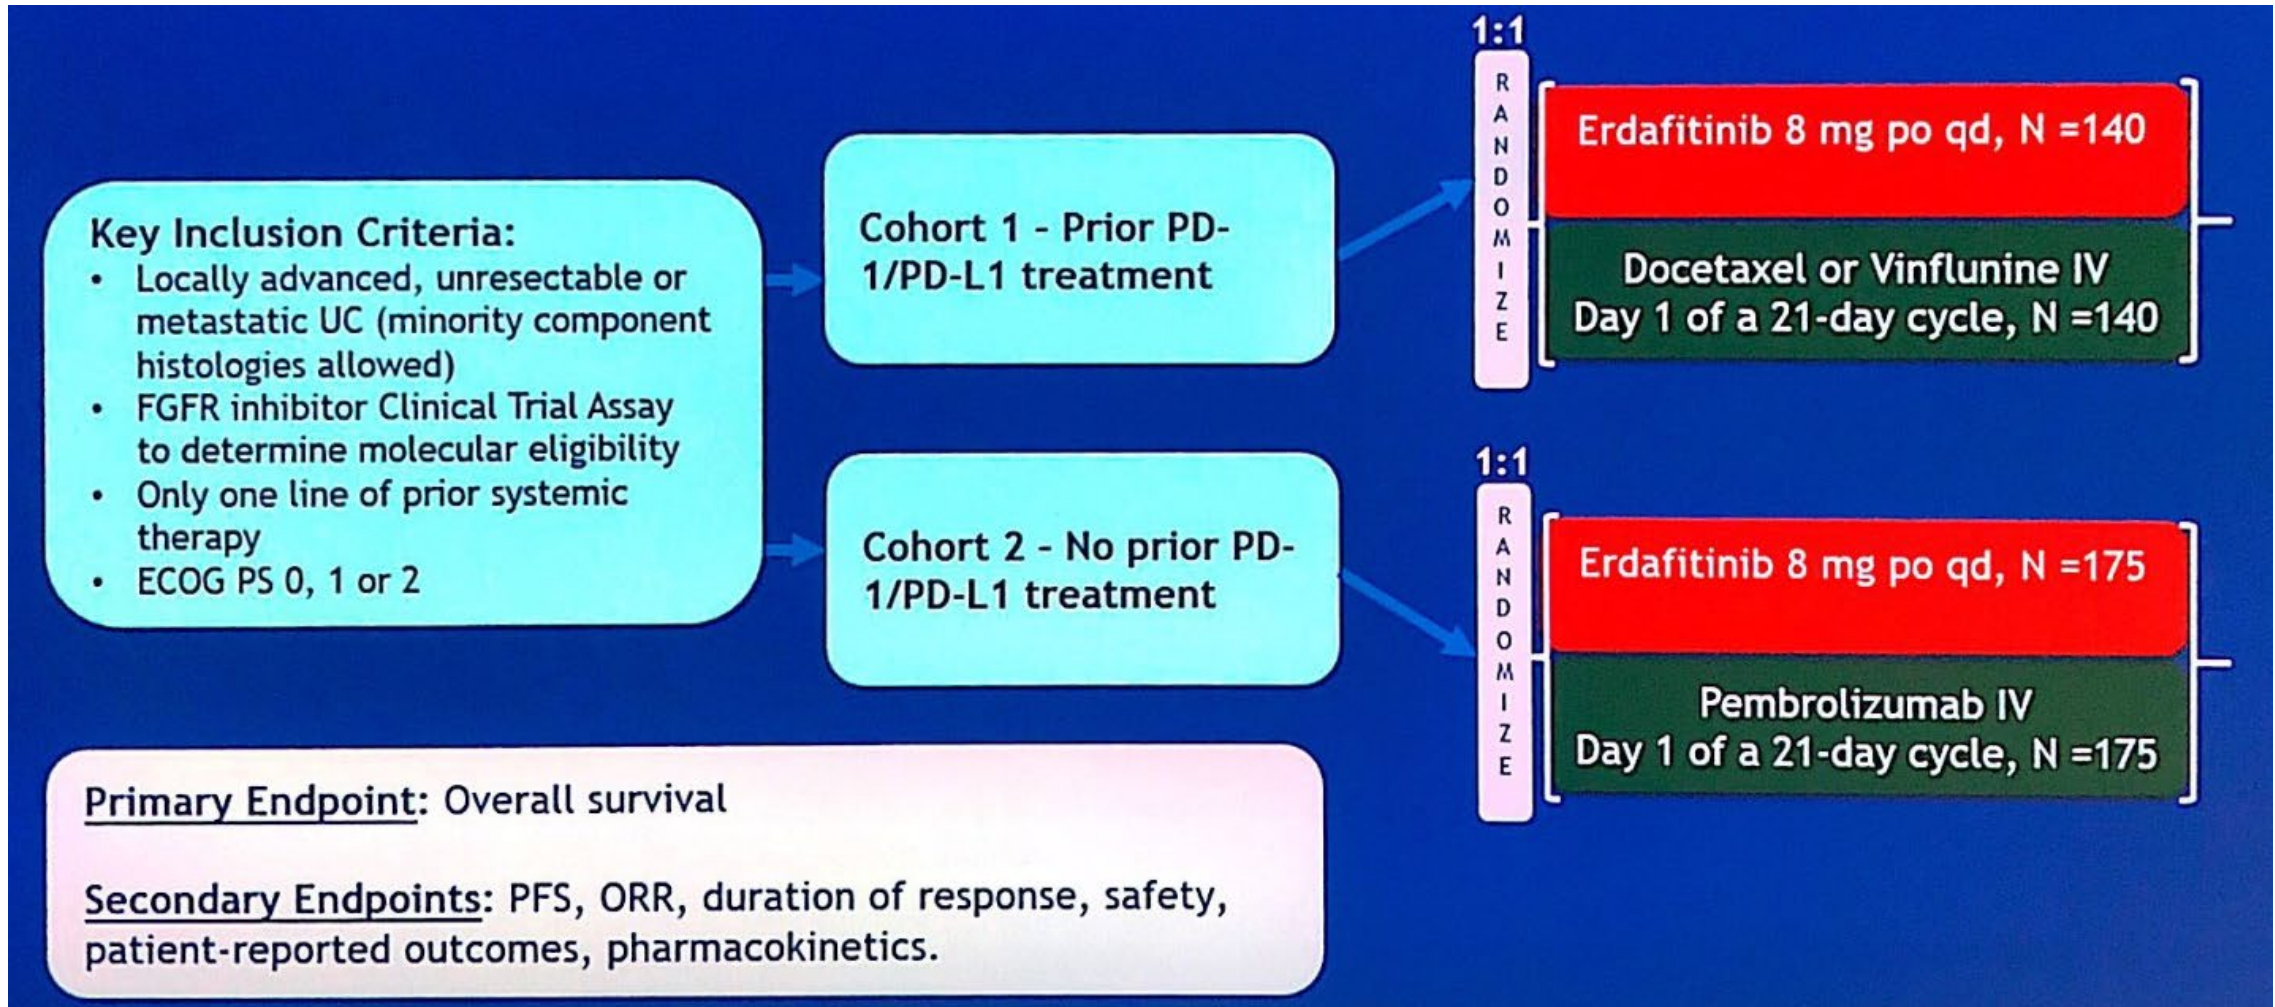 Key Inclusion Criteria:
• Locally advanced, unresectable or
metastatic UC (minority component
histologies allowed)
• FGFR inhibitor Clinical Trial Assay
to determine molecular eligibility
• Only one line of prior systemic
therapy
• ECOG PS 0, 1 or 2
Cohort 1 - Prior PD-
1/PD-L1 treatment
Cohort 2 - No prior PD-
1/PD-L1 treatment
1:1
RANDOMIZE
Erdafitinib 8 mg po qd, N =140
Docetaxel or Vinflunine IV
Day 1 of a 21-day cycle, N =140
1:1
RANDOMIZE
Erdafitinib 8 mg po qd, N =175
Pembrolizumab IV
Day 1 of a 21-day cycle, N =175
Primary Endpoint: Overall survival
Secondary Endpoints: PFS, ORR, duration of response, safety,
patient-reported outcomes, pharmacokinetics.